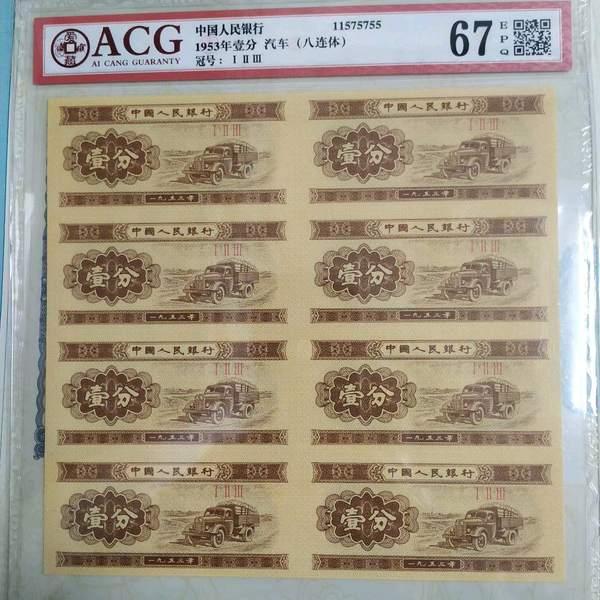 ACG
AI CANG GUARANTY
中国人民银行 11575755
1953年壹分 汽车（八连体）
冠号： I II III
67
E
P
Q
中國人民銀行 中國人民銀行
I II III I II III
壹分 壹分
一九五三年 一九五三年
中國人民銀行 中國人民銀行
I II III I II III
壹分 壹分
一九五三年 一九五三年
中國人民銀行 中國人民銀行
I II III I II III
壹分 壹分
一九五三年 一九五三年
中國人民銀行 中國人民銀行
I II III I II III
壹分 壹分
一九五三年 一九五三年